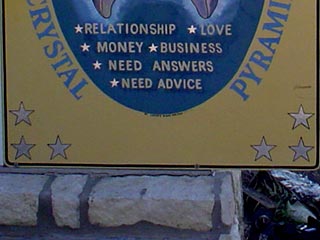 ★ RELATIONSHIP ★ LOVE
★ MONEY ★ BUSINESS
★ NEED ANSWERS
★ NEED ADVICE
CRYSTAL
PYRAMI